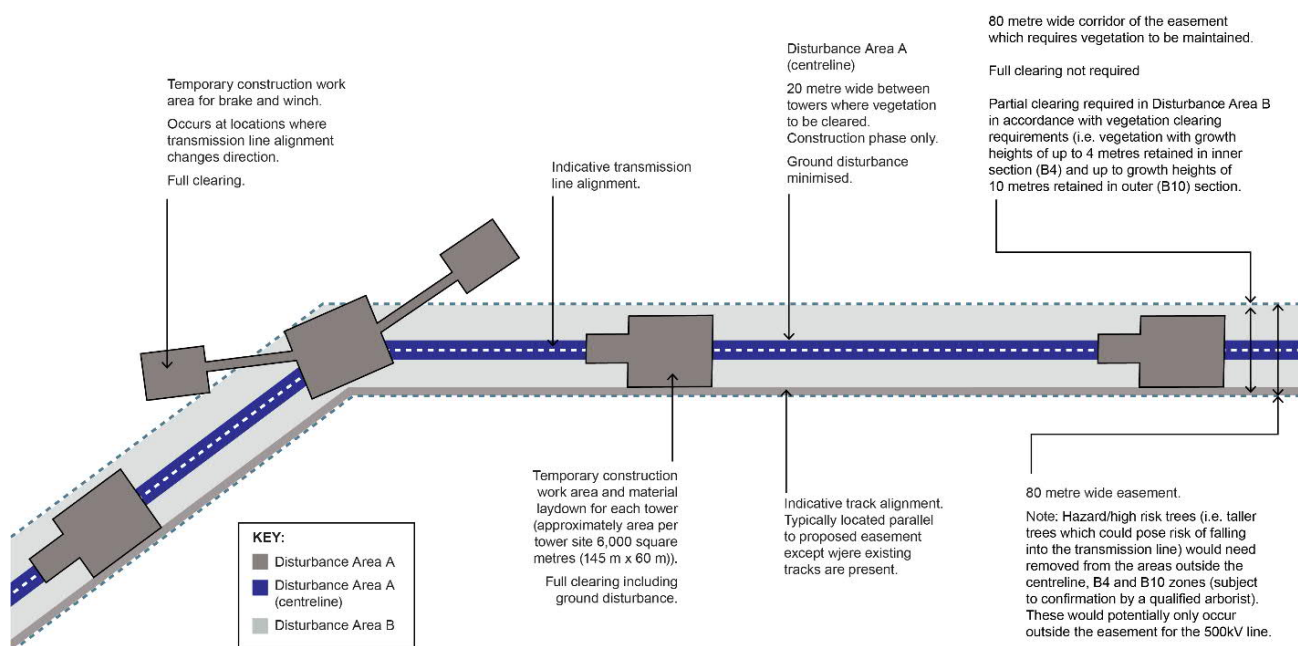 80 metre wide corridor of the easement
which requires vegetation to be maintained.
Full clearing not required
Partial clearing required in Disturbance Area B
in accordance with vegetation clearing
requirements (i.e. vegetation with growth
heights of up to 4 metres retained in inner
section (B4) and up to growth heights of
10 metres retained in outer (B10) section.
Disturbance Area A
(centreline)
20 metre wide between
towers where vegetation
to be cleared.
Construction phase only.
Ground disturbance
minimised.
Temporary construction work
area for brake and winch.
Occurs at locations where
transmission line alignment
changes direction.
Full clearing.
Indicative transmission
line alignment.
Temporary construction
work area and material
laydown for each tower
(approximately area per
tower site 6,000 square
metres (145 m x 60 m)).
Full clearing including
ground disturbance.
Indicative track alignment.
Typically located parallel
to proposed easement
except wjere existing
tracks are present.
80 metre wide easement.
Note: Hazard/high risk trees (i.e. taller
trees which could pose risk of falling
into the transmission line) would need
removed from the areas outside the
centreline, B4 and B10 zones (subject
to confirmation by a qualified arborist).
These would potentially only occur
outside the easement for the 500kV line.
KEY:
Disturbance Area A
Disturbance Area A
(centreline)
Disturbance Area B